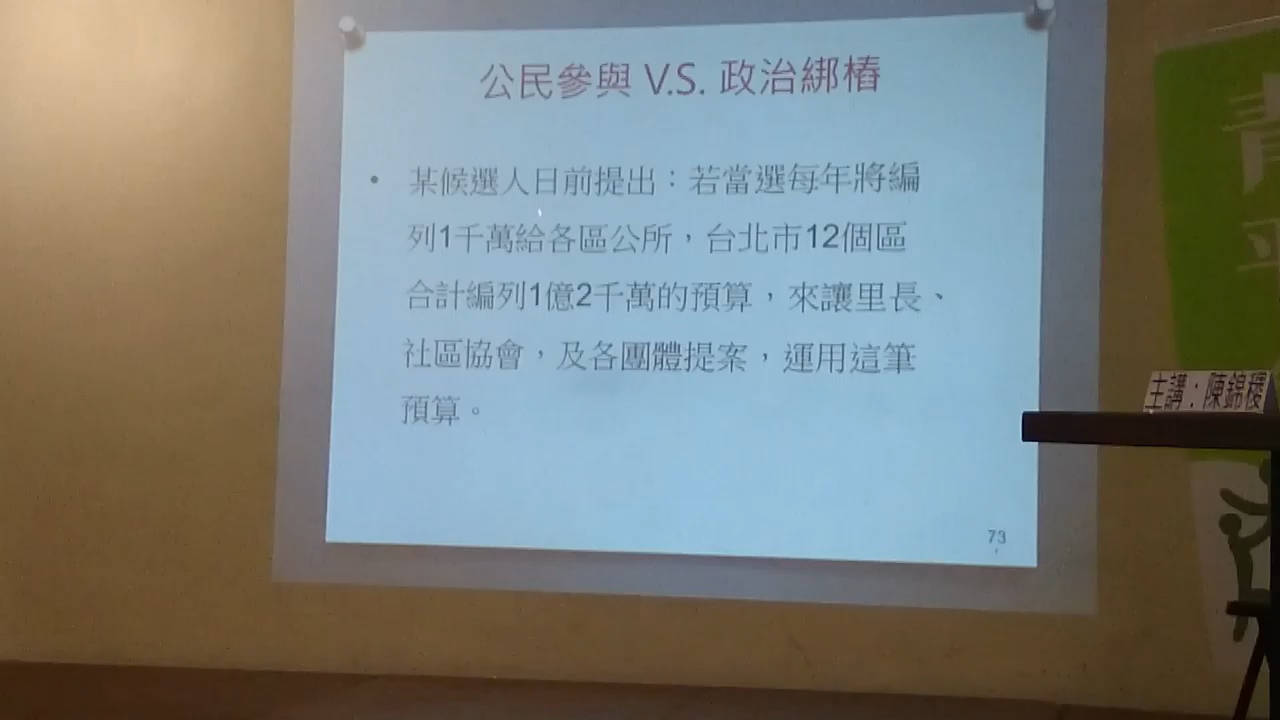 公民參與 V.S. 政治綁樁
• 某候選人日前提出：若當選每年將編
列1千萬給各區公所，台北市12個區
合計編列1億2千萬的預算，來讓里長、
社區協會，及各團體提案，運用這筆
預算。
73
青
平
主講：陳錦稷